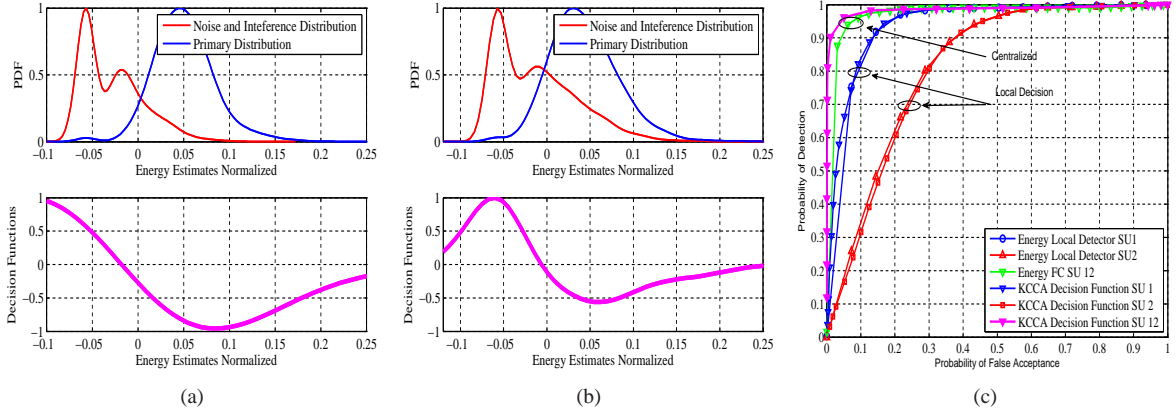 1
0.5
0
PDF
Noise and Inteference Distribution
Primary Distribution
−0.1 −0.05 0 0.05 0.1 0.15 0.2 0.25
Energy Estimates Normalized
1
0.5
0
−0.5
−1
Decision Functions
−0.1 −0.05 0 0.05 0.1 0.15 0.20 0.25
Energy Estimates Normalized
(a)
1
0.5
0
PDF
Noise and Inteference Distribution
Primary Distribution
−0.1 −0.05 0 0.05 0.1 0.15 0.20 0.25
Energy Estimates Normalized
1
0.5
0
−0.5
−1
Decision Functions
−0.1 −0.05 0 0.05 0.1 0.15 0.20 0.25
Energy Estimates Normalized
(b)
1
0.9
0.8
0.7
0.6
0.5
0.4
0.3
0.2
0.1
0
Probability of Detection
Centralized
Local Decision
Energy Local Detector SU1
Energy Local Detector SU2
Energy FC SU 12
KCCA Decision Function SU 1
KCCA Decision Function SU 2
KCCA Decision Function SU 12
0 0.1 0.2 0.3 0.4 0.5 0.6 0.7 0.8 0.9 1
Probability of False Acceptance
(c)